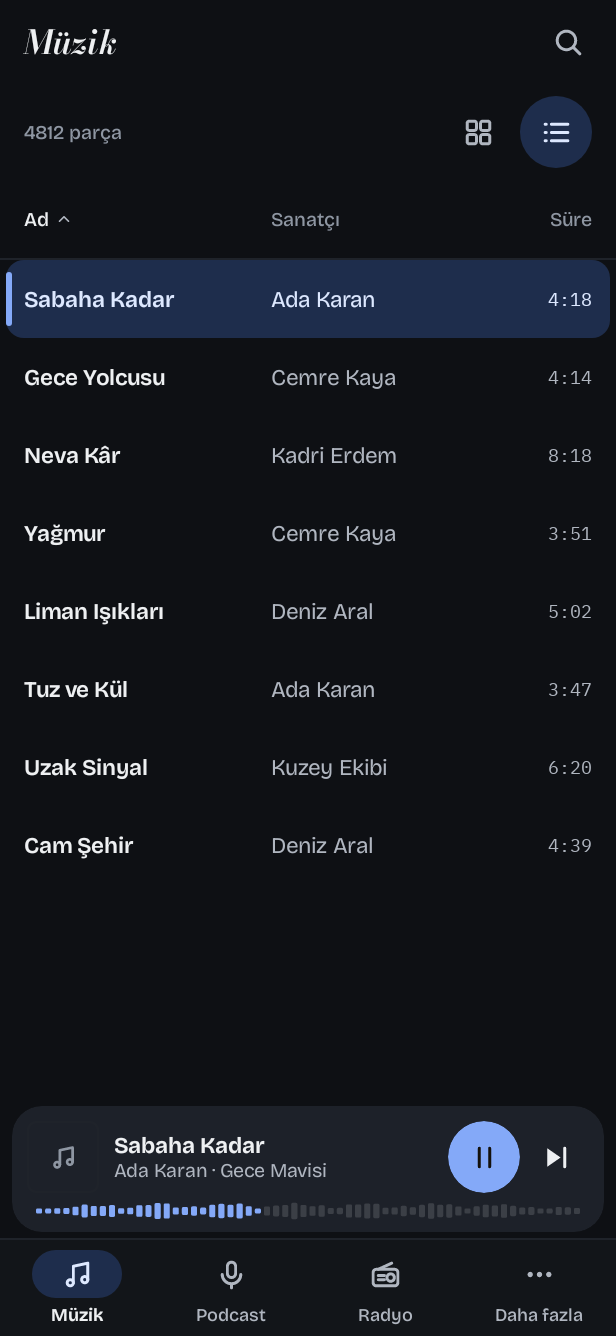 Müzik
4812 parça
Ad Sanatçı Süre
Sabaha Kadar Ada Karan 4:18
Gece Yolcusu Cemre Kaya 4:14
Neva Kâr Kadri Erdem 8:18
Yağmur Cemre Kaya 3:51
Liman Işıkları Deniz Aral 5:02
Tuz ve Kül Ada Karan 3:47
Uzak Sinyal Kuzey Ekibi 6:20
Cam Şehir Deniz Aral 4:39
Sabaha Kadar
Ada Karan · Gece Mavisi
Müzik Podcast Radyo Daha fazla